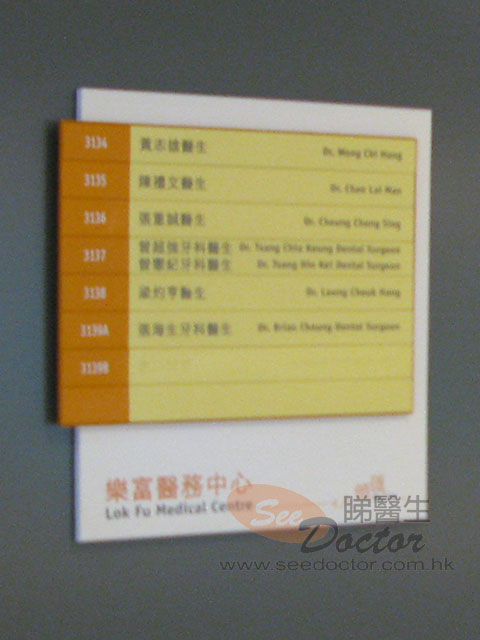 3134 黃志雄醫生 Dr. Wong Chi Hung
3135 陳禮文醫生 Dr. Chan Lai Man
3136 張重誠醫生 Dr. Cheung Chung Sing
3137 曾超強牙科醫生 Dr. Tsang Chiu Keung Dental Surgeon
曾憲紀牙科醫生 Dr. Tsang Hin Kei Dental Surgeon
3138 梁灼亨醫生 Dr. Leung Cheuk Hang
3139A 張海生牙科醫生 Dr. Brian Cheung Dental Surgeon
3139B
樂富醫務中心
Lok Fu Medical Centre
See 睇醫生
Doctor
www.seedoctor.com.hk